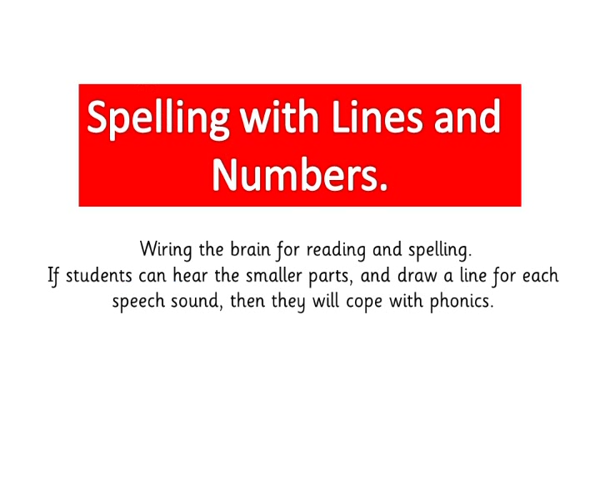 Spelling with Lines and
Numbers.
Wiring the brain for reading and spelling.
If students can hear the smaller parts, and draw a line for each
speech sound, then they will cope with phonics.